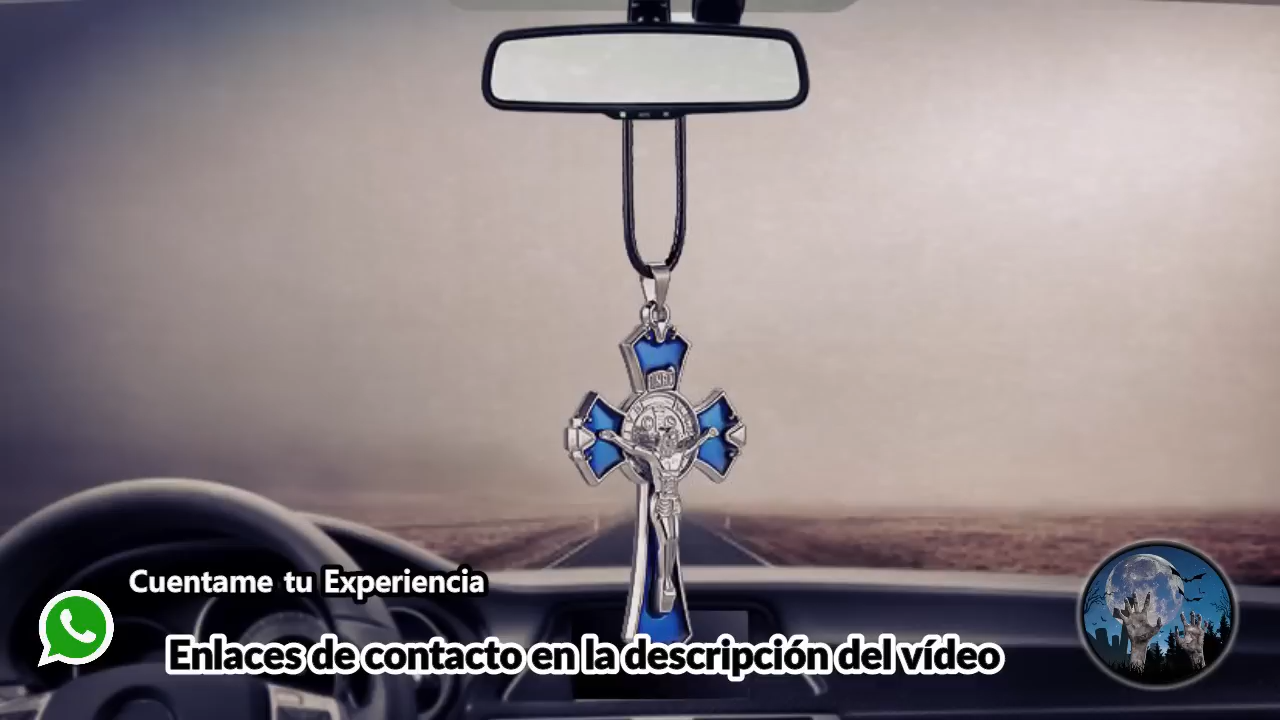 Cuentame tu Experiencia
Enlaces de contacto en la descripción del vídeo